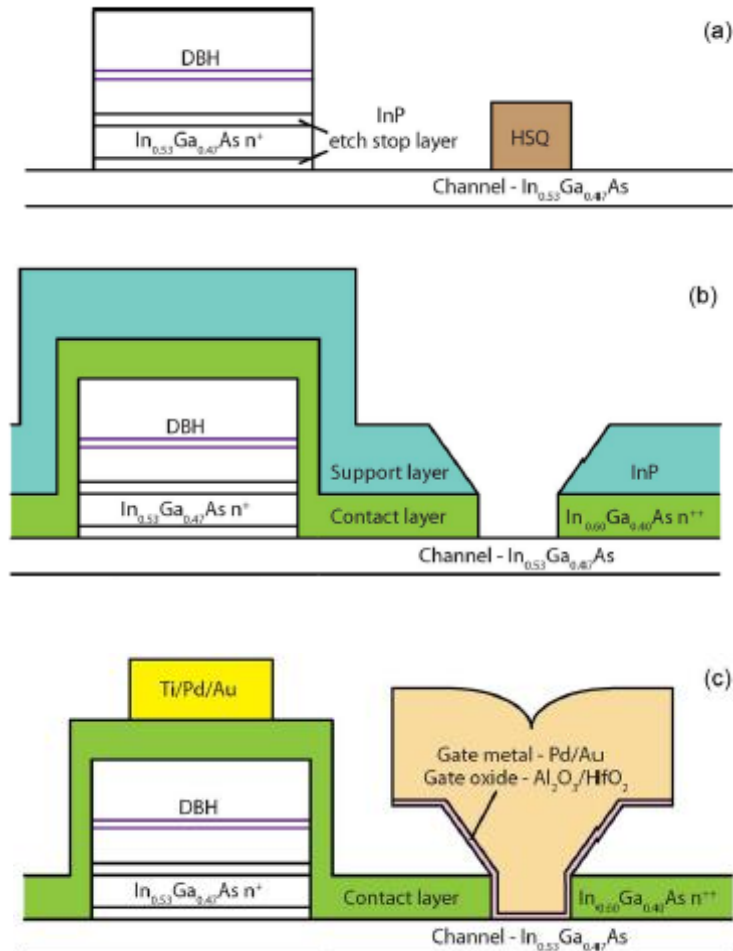 (a)
DBH
InP
etch stop layer
In₀.₅₃Ga₀.₄₇As n⁺
HSQ
Channel - In₀.₅₃Ga₀.₄₇As
(b)
DBH
Support layer
InP
In₀.₅₃Ga₀.₄₇As n⁺
Contact layer
In₀.₆₀Ga₀.₄₀As n⁺⁺
Channel - In₀.₅₃Ga₀.₄₇As
(c)
Ti/Pd/Au
Gate metal - Pd/Au
Gate oxide - Al₂O₃/HfO₂
DBH
In₀.₅₃Ga₀.₄₇As n⁺
Contact layer
In₀.₆₀Ga₀.₄₀As n⁺⁺
Channel - In₀.₅₃Ga₀.₄₇As